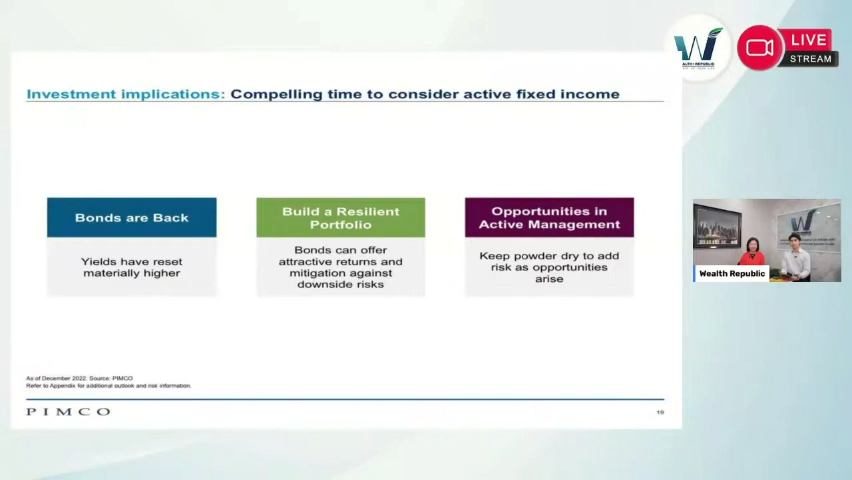 LIVE
STREAM
Investment implications: Compelling time to consider active fixed income
Bonds are Back
Yields have reset
materially higher
Build a Resilient
Portfolio
Bonds can offer
attractive returns and
mitigation against
downside risks
Opportunities in
Active Management
Keep powder dry to add
risk as opportunities
arise
Wealth Republic
As of December 2022. Source: PIMCO
Refer to Appendix for additional outlook and risk information.
PIMCO
19